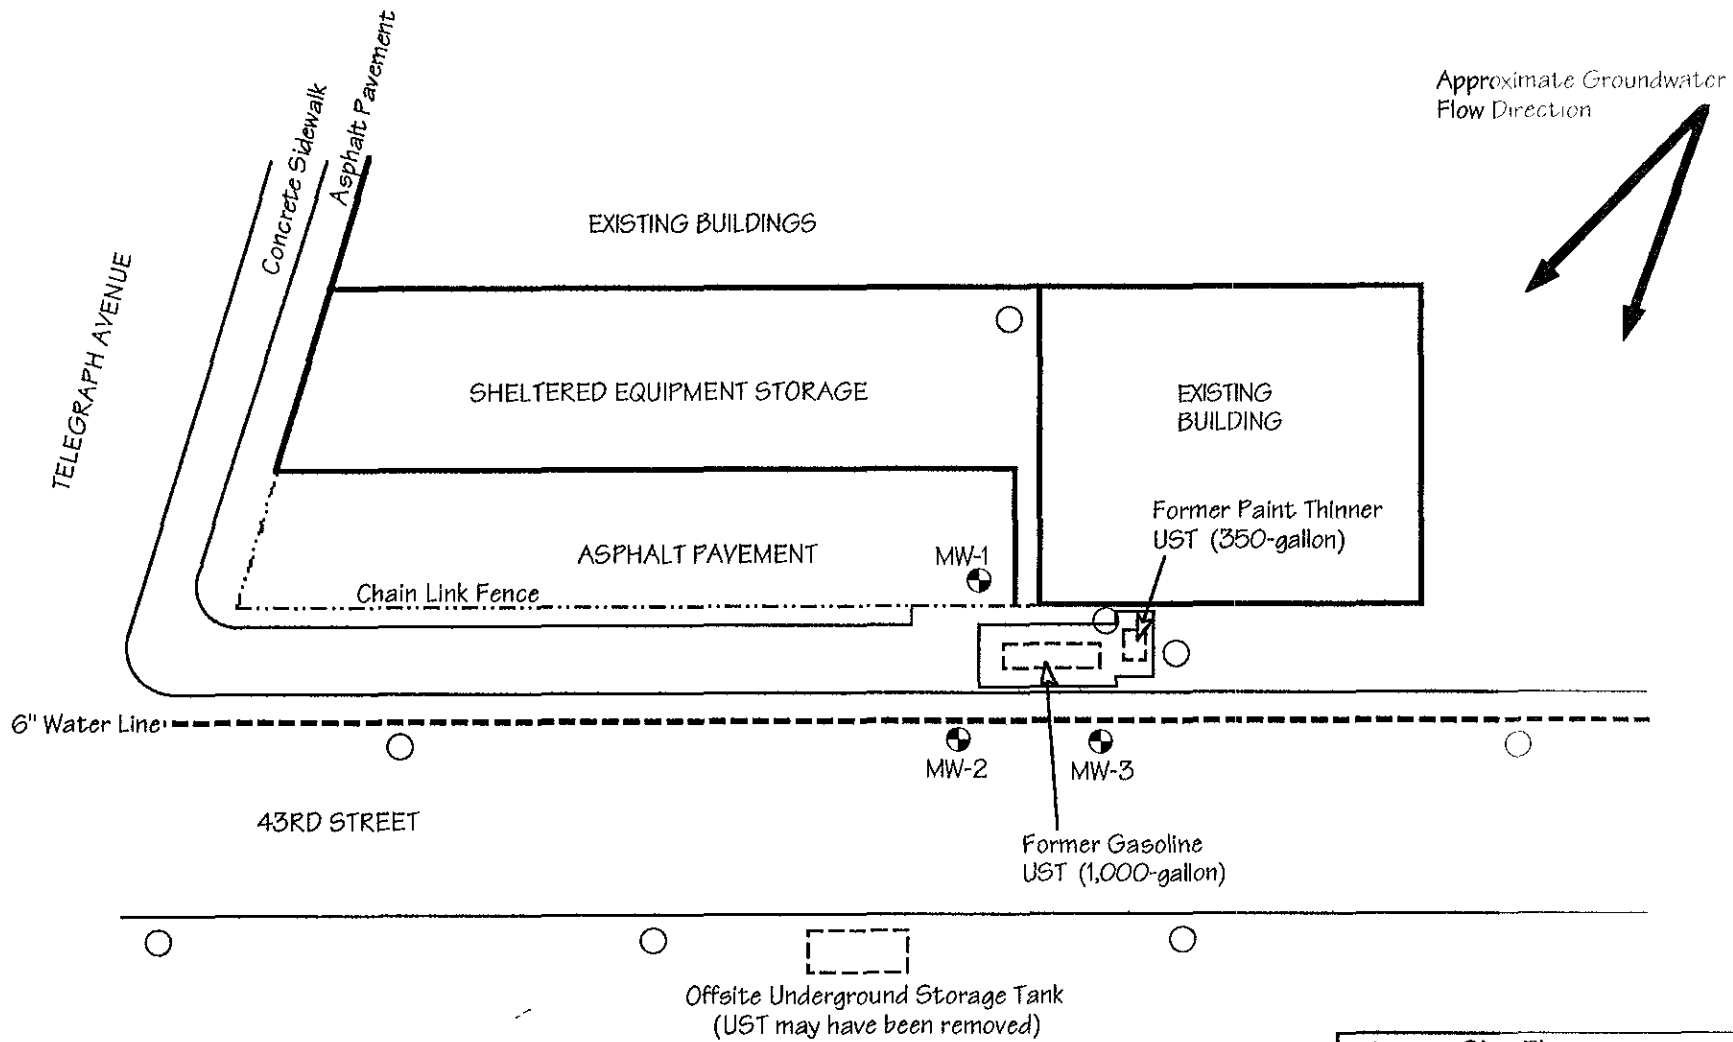 Approximate Groundwater
Flow Direction
Concrete Sidewalk
Asphalt Pavement
EXISTING BUILDINGS
TELEGRAPH AVENUE
SHELTERED EQUIPMENT STORAGE
EXISTING
BUILDING
Former Paint Thinner
UST (350-gallon)
ASPHALT PAVEMENT
MW-1
Chain Link Fence
6" Water Line
MW-2
MW-3
43RD STREET
Former Gasoline
UST (1,000-gallon)
Offsite Underground Storage Tank
(UST may have been removed)